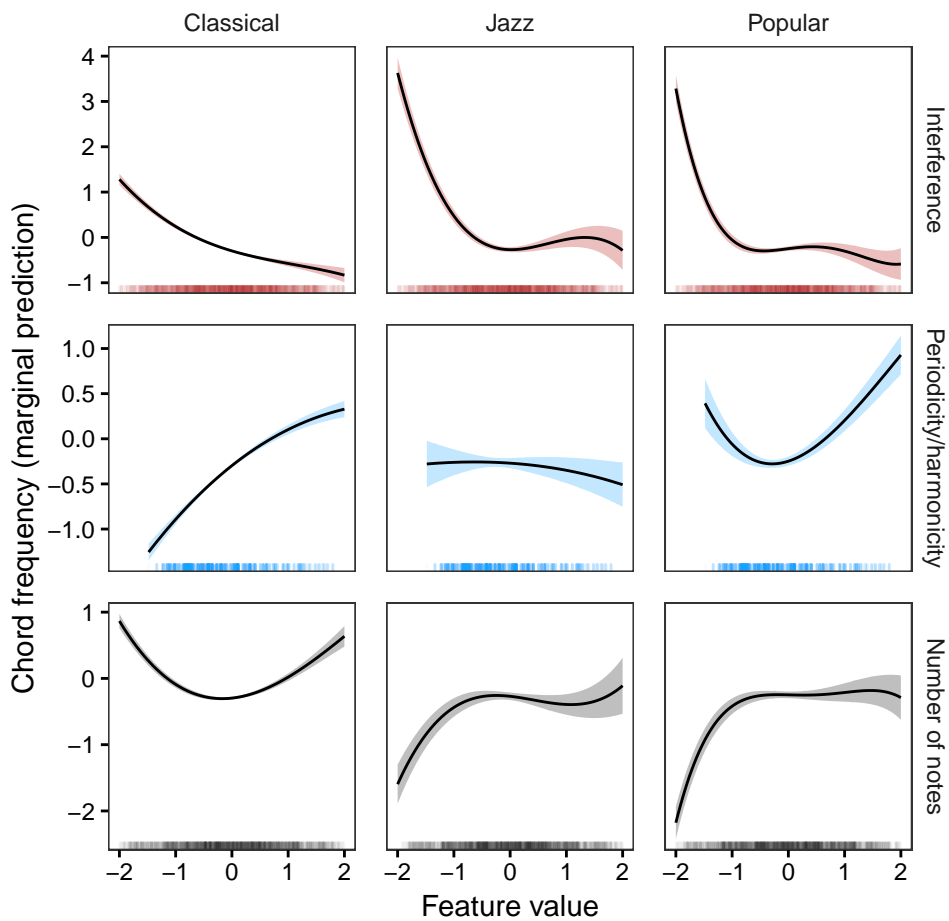 Classical
Jazz
Popular
4
3
2
1
0
−1
Interference
Chord frequency (marginal prediction)
1.0
0.5
0.0
−0.5
−1.0
Periodicity/harmonicity
1
0
−1
−2
Number of notes
−2 −1 0 1 2
−2 −1 0 1 2
−2 −1 0 1 2
Feature value